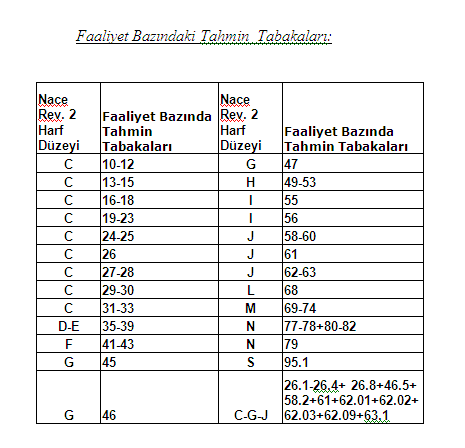 Faaliyet Bazındaki Tahmin Tabakaları:
Nace Rev. 2 Harf Düzeyi Faaliyet Bazında Tahmin Tabakaları Nace Rev. 2 Harf Düzeyi Faaliyet Bazında Tahmin Tabakaları
C 10-12 G 47
C 13-15 H 49-53
C 16-18 I 55
C 19-23 I 56
C 24-25 J 58-60
C 26 J 61
C 27-28 J 62-63
C 29-30 L 68
C 31-33 M 69-74
D-E 35-39 N 77-78+80-82
F 41-43 N 79
G 45 S 95.1
G 46 C-G-J 26.1-26.4+ 26.8+46.5+
58.2+61+62.01+62.02+
62.03+62.09+63.1